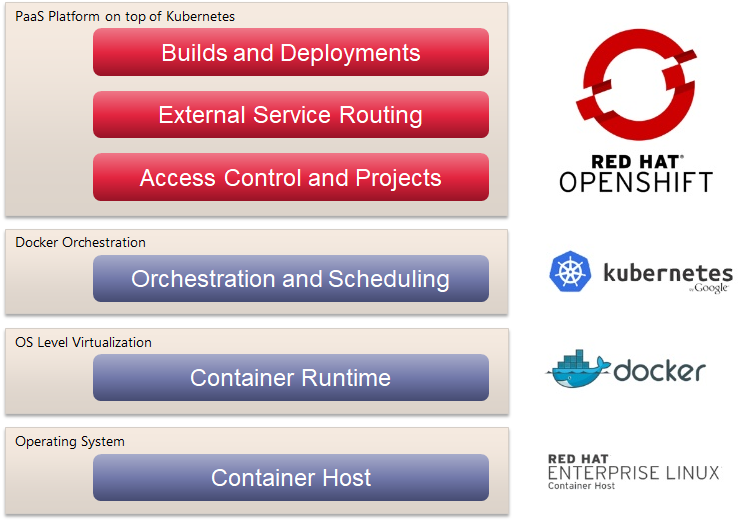 PaaS Platform on top of Kubernetes
Builds and Deployments
External Service Routing
Access Control and Projects
RED HAT®
OPENSHIFT
Docker Orchestration
Orchestration and Scheduling
kubernetes
by Google™
OS Level Virtualization
Container Runtime
docker
Operating System
Container Host
RED HAT
ENTERPRISE LINUX
Container Host